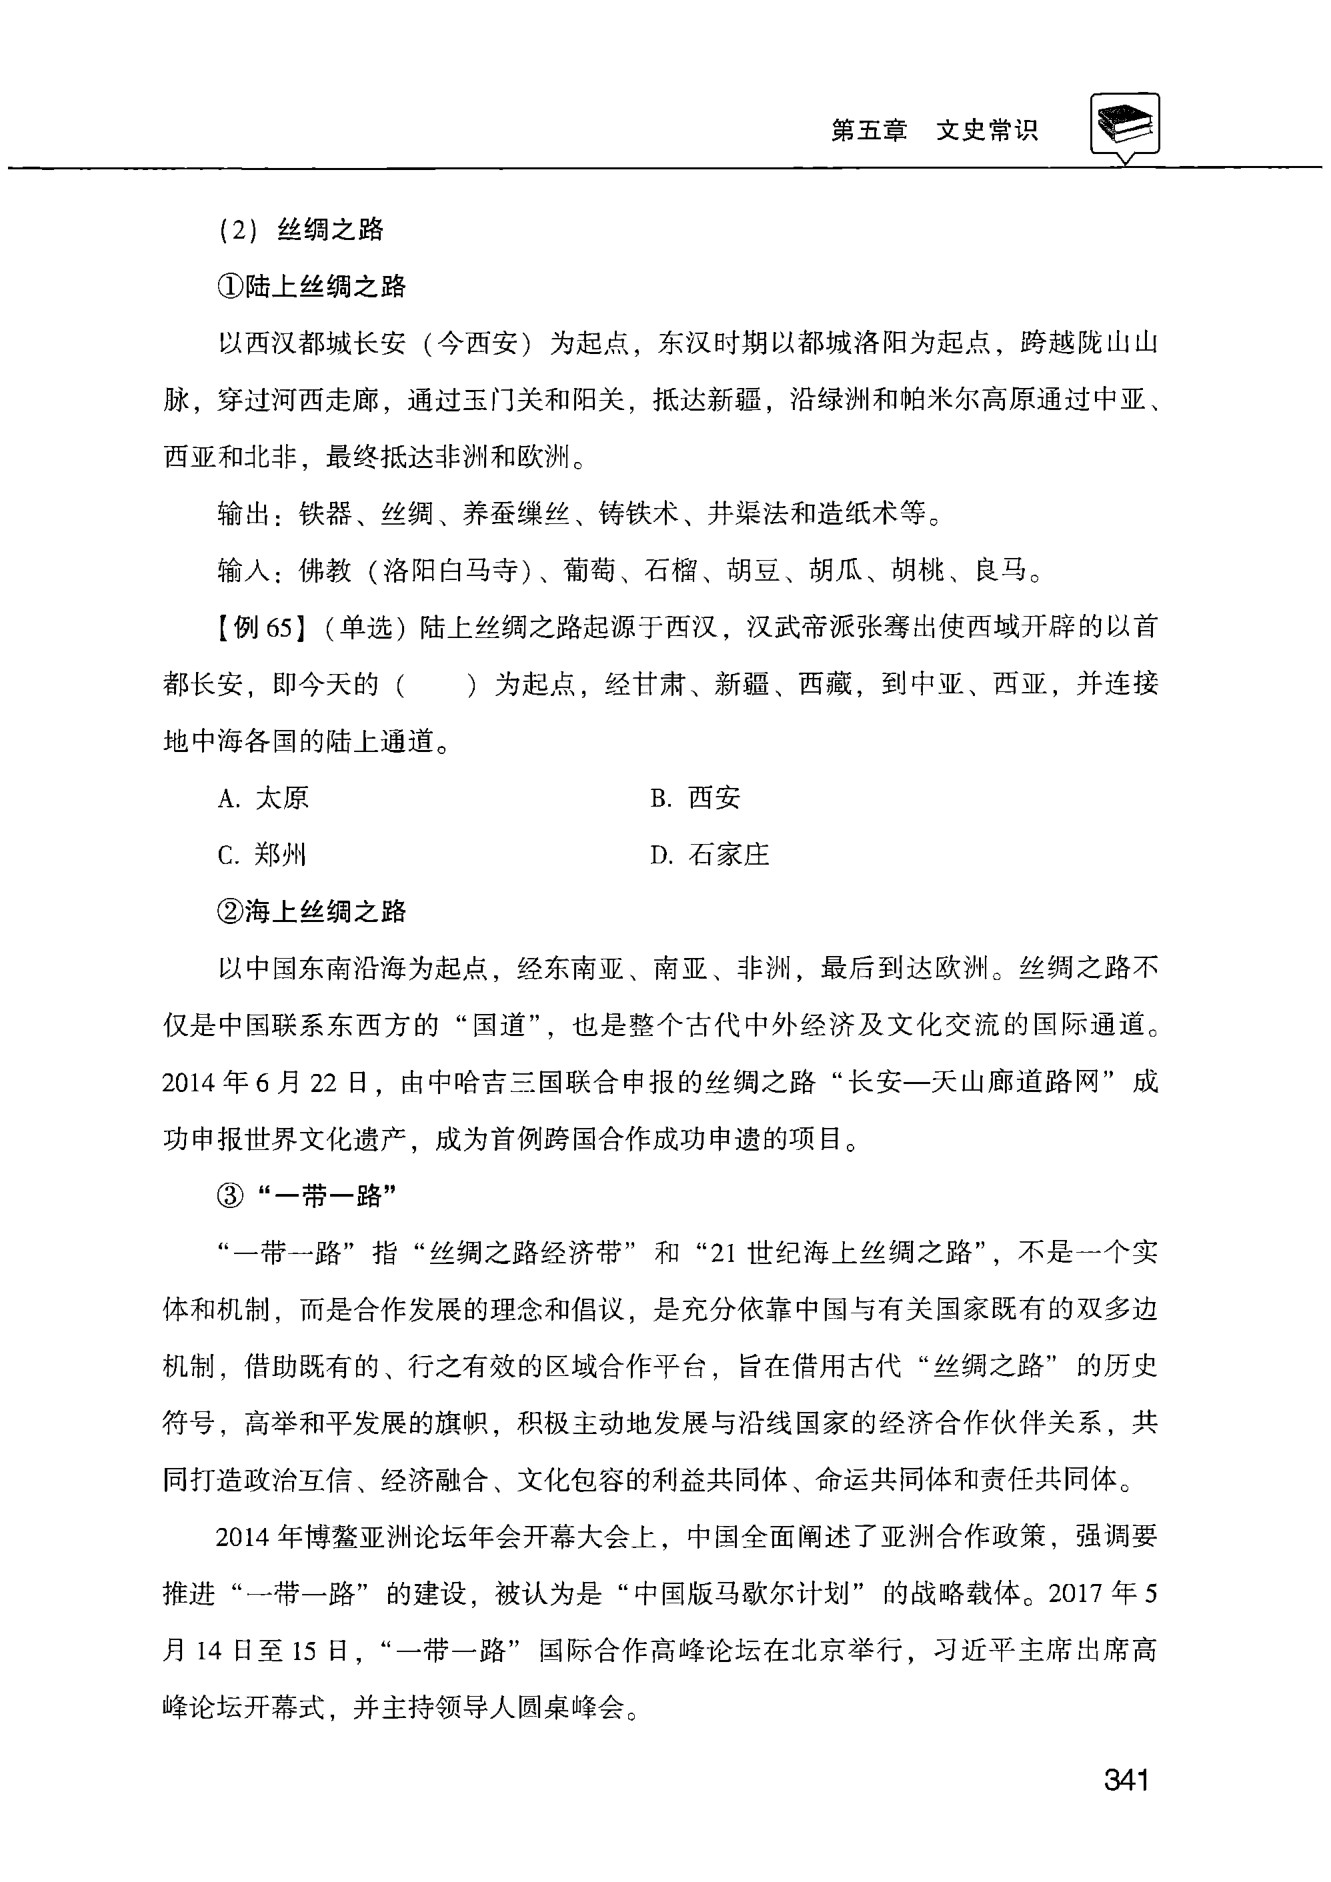 第五章 文史常识
(2) 丝绸之路
①陆上丝绸之路
以西汉都城长安（今西安）为起点，东汉时期以都城洛阳为起点，跨越陇山山
脉，穿过河西走廊，通过玉门关和阳关，抵达新疆，沿绿洲和帕米尔高原通过中亚、
西亚和北非，最终抵达非洲和欧洲。
输出：铁器、丝绸、养蚕缫丝、铸铁术、井渠法和造纸术等。
输入：佛教（洛阳白马寺）、葡萄、石榴、胡豆、胡瓜、胡桃、良马。
【例 65】（单选）陆上丝绸之路起源于西汉，汉武帝派张骞出使西域开辟的以首
都长安，即今天的（　　）为起点，经甘肃、新疆、西藏，到中亚、西亚，并连接
地中海各国的陆上通道。
A. 太原　　B. 西安
C. 郑州　　D. 石家庄
②海上丝绸之路
以中国东南沿海为起点，经东南亚、南亚、非洲，最后到达欧洲。丝绸之路不
仅是中国联系东西方的“国道”，也是整个古代中外经济及文化交流的国际通道。
2014 年 6 月 22 日，由中哈吉三国联合申报的丝绸之路“长安—天山廊道路网”成
功申报世界文化遗产，成为首例跨国合作成功申遗的项目。
③“一带一路”
“一带一路”指“丝绸之路经济带”和“21 世纪海上丝绸之路”，不是一个实
体和机制，而是合作发展的理念和倡议，是充分依靠中国与有关国家既有的双多边
机制，借助既有的、行之有效的区域合作平台，旨在借用古代“丝绸之路”的历史
符号，高举和平发展的旗帜，积极主动地发展与沿线国家的经济合作伙伴关系，共
同打造政治互信、经济融合、文化包容的利益共同体、命运共同体和责任共同体。
2014 年博鳌亚洲论坛年会开幕大会上，中国全面阐述了亚洲合作政策，强调要
推进“一带一路”的建设，被认为是“中国版马歇尔计划”的战略载体。2017 年 5
月 14 日至 15 日，“一带一路”国际合作高峰论坛在北京举行，习近平主席出席高
峰论坛开幕式，并主持领导人圆桌峰会。
341